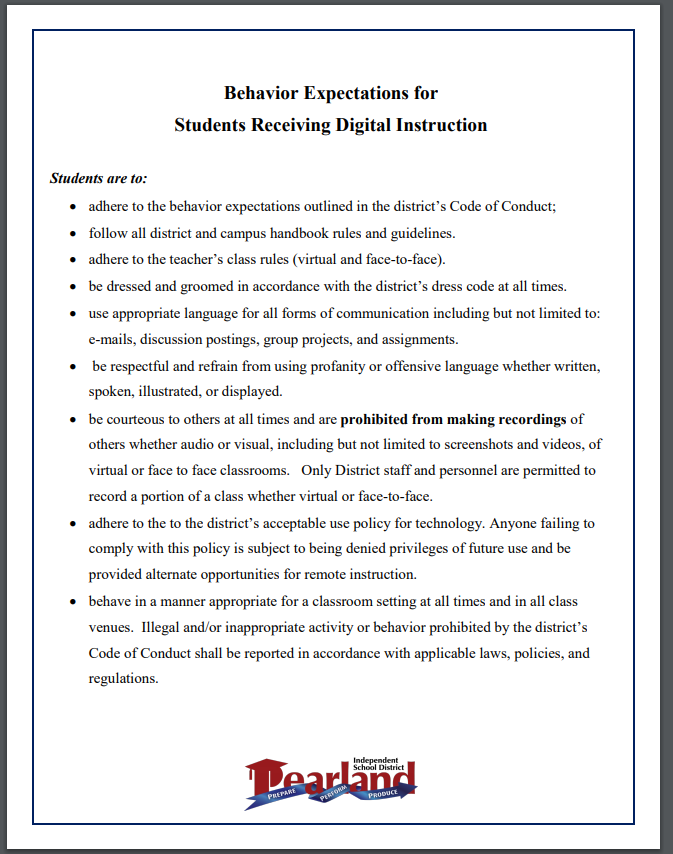 Behavior Expectations for
Students Receiving Digital Instruction
Students are to:
• adhere to the behavior expectations outlined in the district's Code of Conduct;
• follow all district and campus handbook rules and guidelines.
• adhere to the teacher's class rules (virtual and face-to-face).
• be dressed and groomed in accordance with the district's dress code at all times.
• use appropriate language for all forms of communication including but not limited to:
e-mails, discussion postings, group projects, and assignments.
• be respectful and refrain from using profanity or offensive language whether written,
spoken, illustrated, or displayed.
• be courteous to others at all times and are prohibited from making recordings of
others whether audio or visual, including but not limited to screenshots and videos, of
virtual or face to face classrooms. Only District staff and personnel are permitted to
record a portion of a class whether virtual or face-to-face.
• adhere to the to the district's acceptable use policy for technology. Anyone failing to
comply with this policy is subject to being denied privileges of future use and be
provided alternate opportunities for remote instruction.
• behave in a manner appropriate for a classroom setting at all times and in all class
venues. Illegal and/or inappropriate activity or behavior prohibited by the district's
Code of Conduct shall be reported in accordance with applicable laws, policies, and
regulations.
Independent
School District
Pearland
PREPARE PERFORM PRODUCE